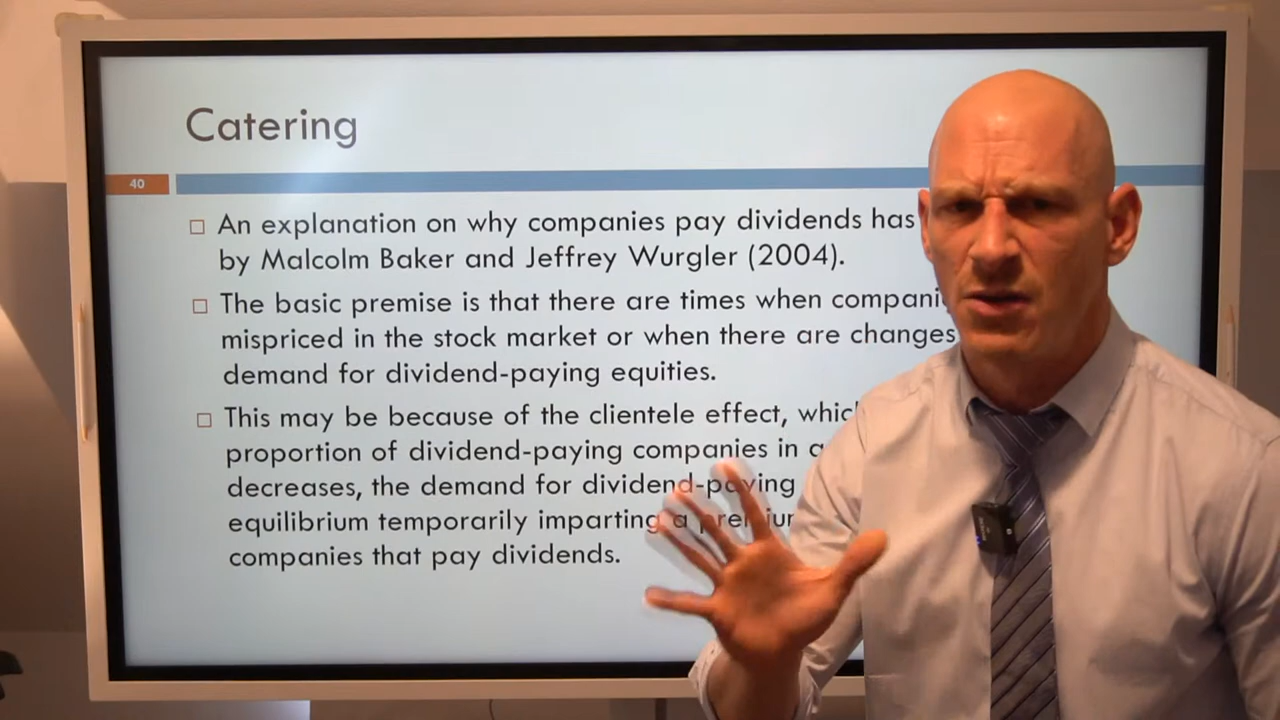 Catering
40
An explanation on why companies pay dividends has
by Malcolm Baker and Jeffrey Wurgler (2004).
The basic premise is that there are times when
mispriced in the stock market or when there are changes
demand for dividend-paying equities.
This may be because of the clientele effect,
proportion of dividend-paying companies in
decreases, the demand for dividend-paying
equilibrium temporarily imparting a
companies that pay dividends.